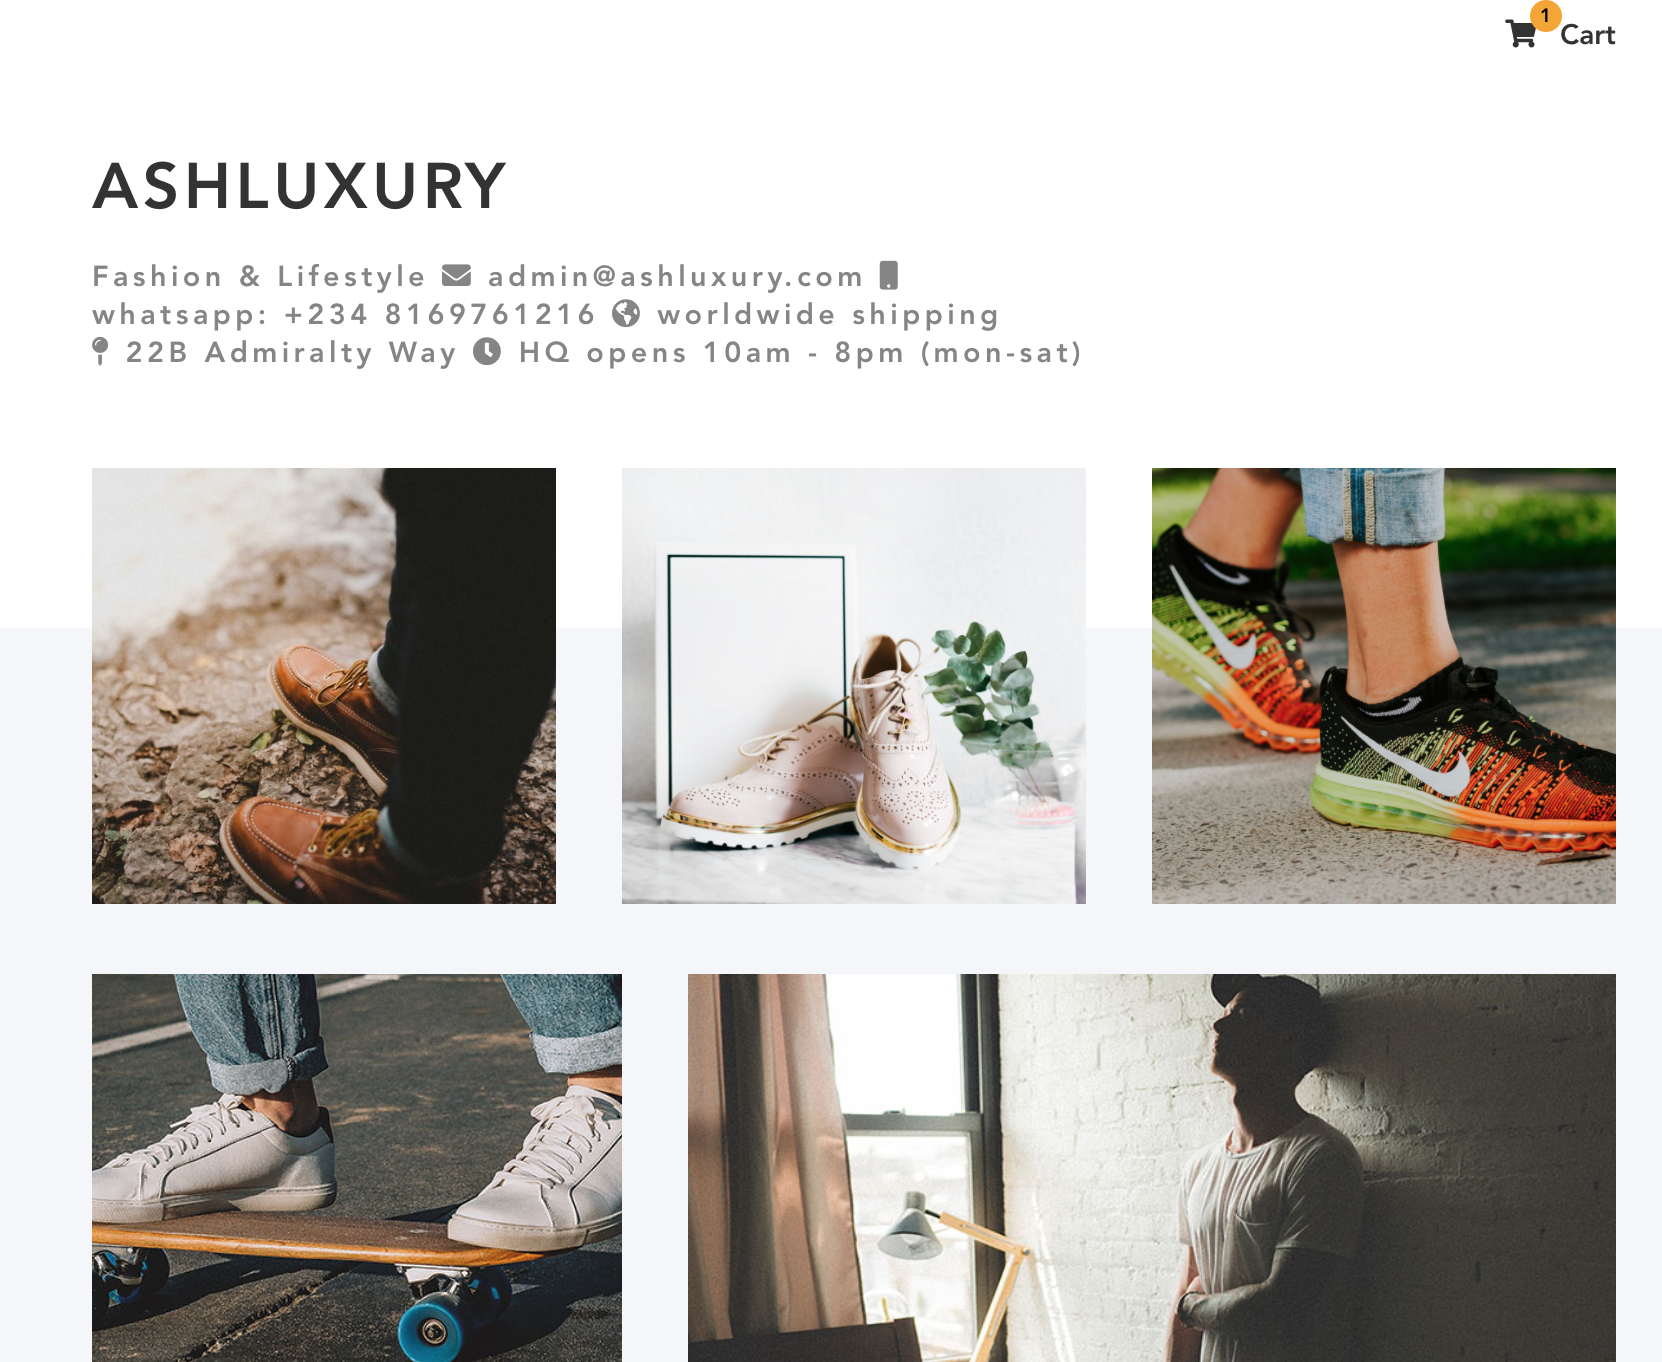 1
Cart
ASHLUXURY
Fashion & Lifestyle admin@ashluxury.com
whatsapp: +234 8169761216 worldwide shipping
22B Admiralty Way HQ opens 10am - 8pm (mon-sat)